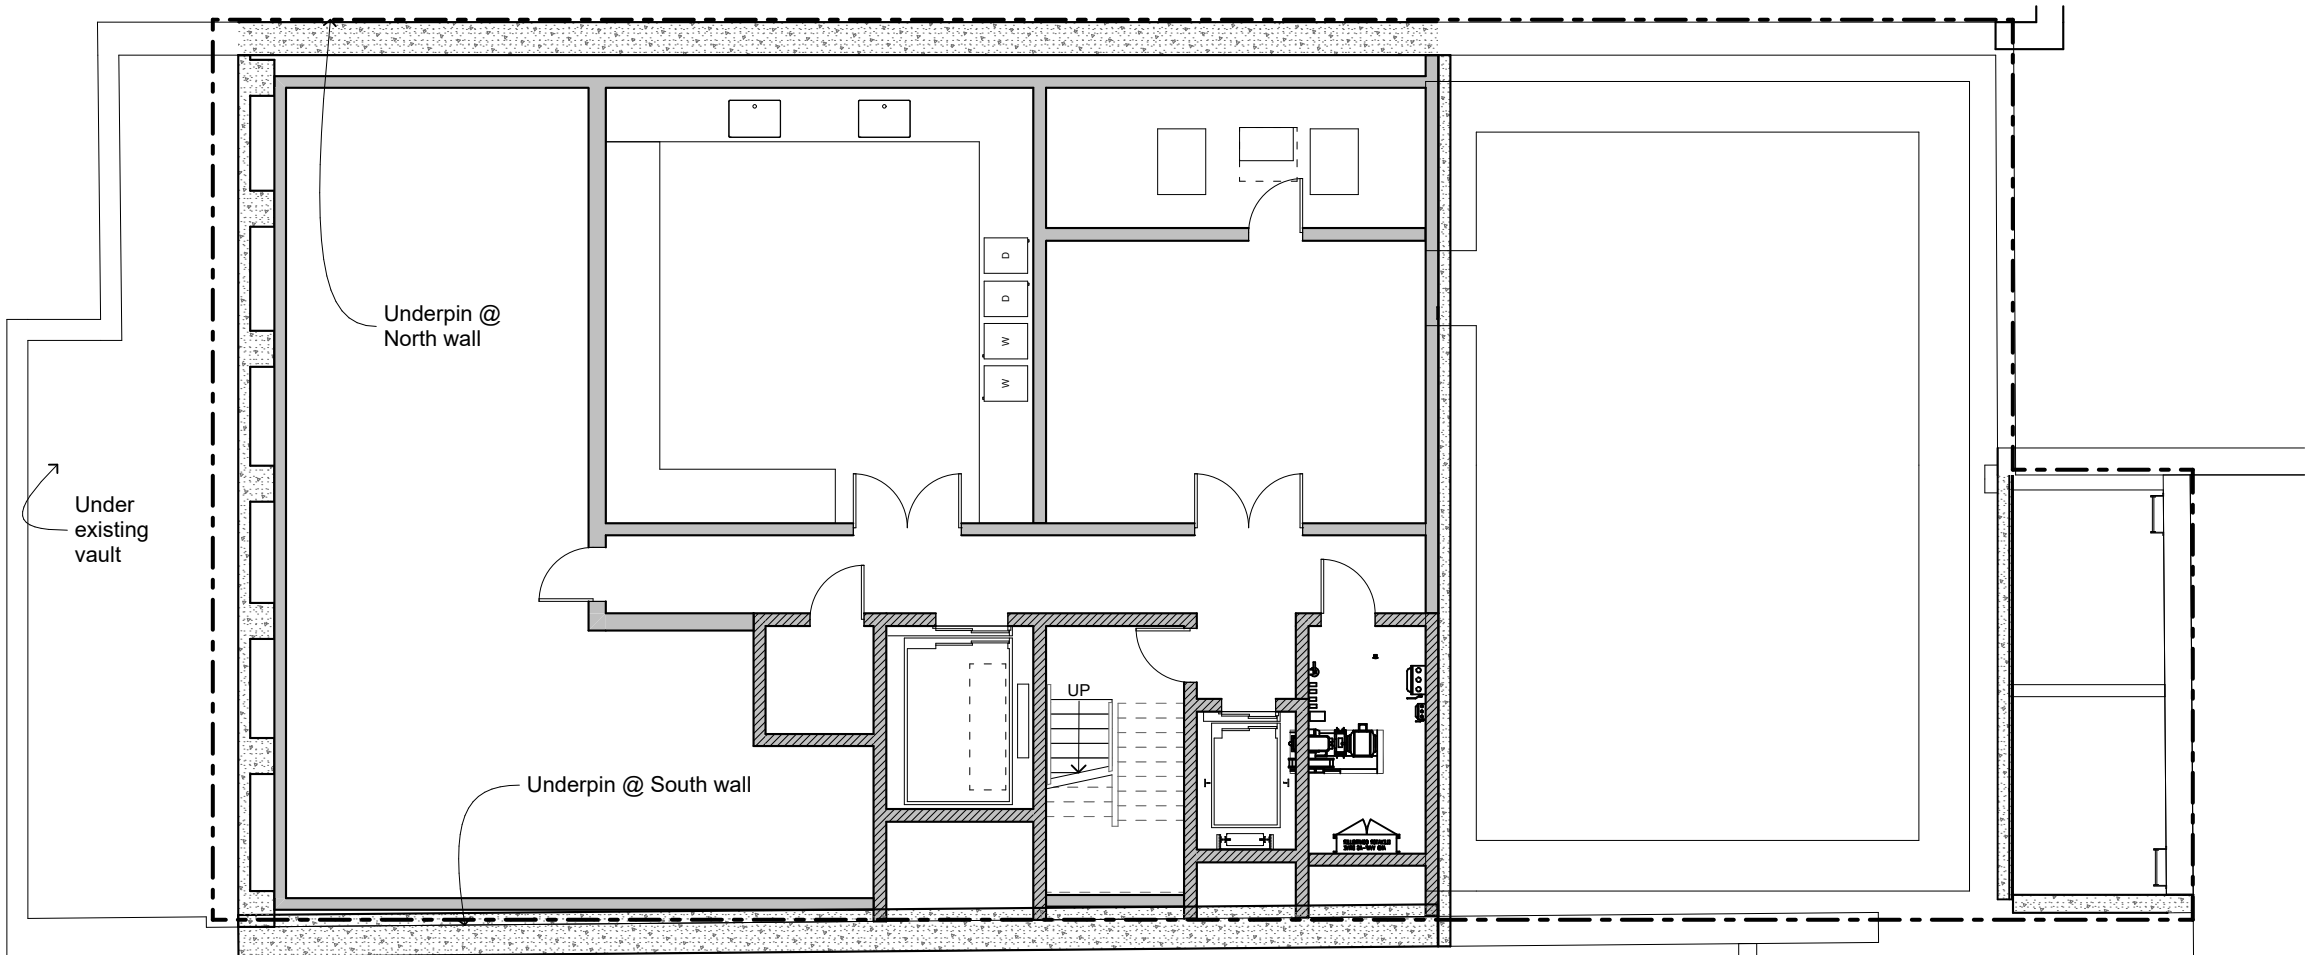 D
D
Underpin @
North wall
W
W
Under
existing
vault
UP
Underpin @ South wall